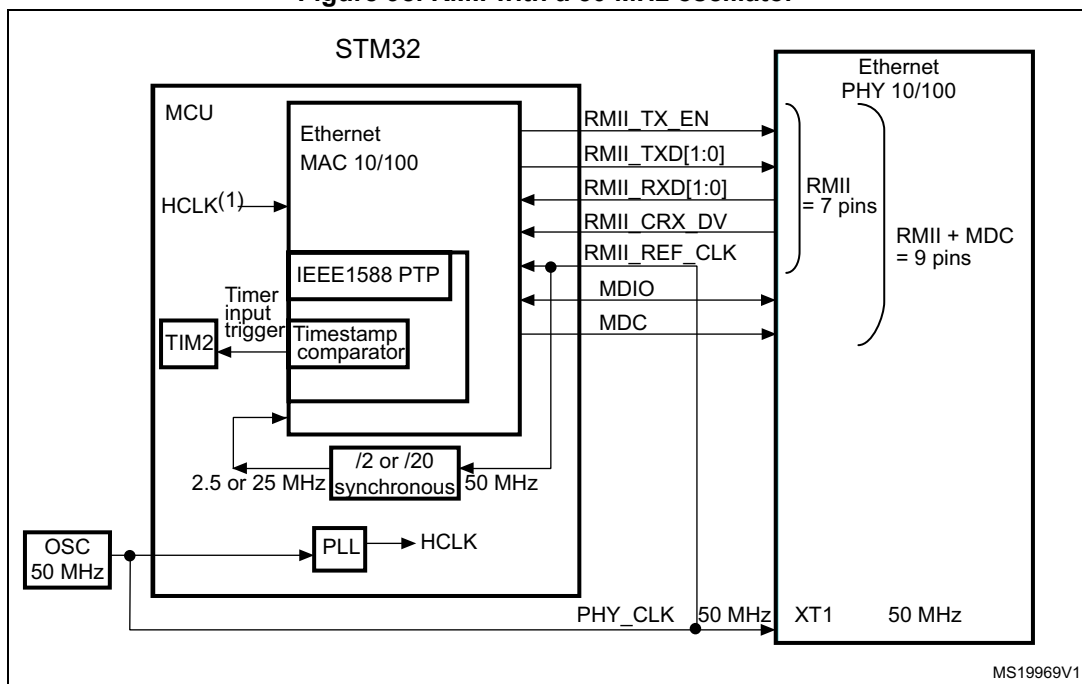 RMII with a 50 MHz oscillator
STM32
MCU
Ethernet
MAC 10/100
HCLK(1)
IEEE1588 PTP
Timer
input
trigger
TIM2
Timestamp
comparator
/2 or /20
synchronous
2.5 or 25 MHz
50 MHz
OSC
50 MHz
PLL
HCLK
RMII_TX_EN
RMII_TXD[1:0]
RMII_RXD[1:0]
RMII_CRX_DV
RMII_REF_CLK
MDIO
MDC
Ethernet
PHY 10/100
RMII
= 7 pins
RMII + MDC
= 9 pins
PHY_CLK 50 MHz
XT1 50 MHz
MS19969V1